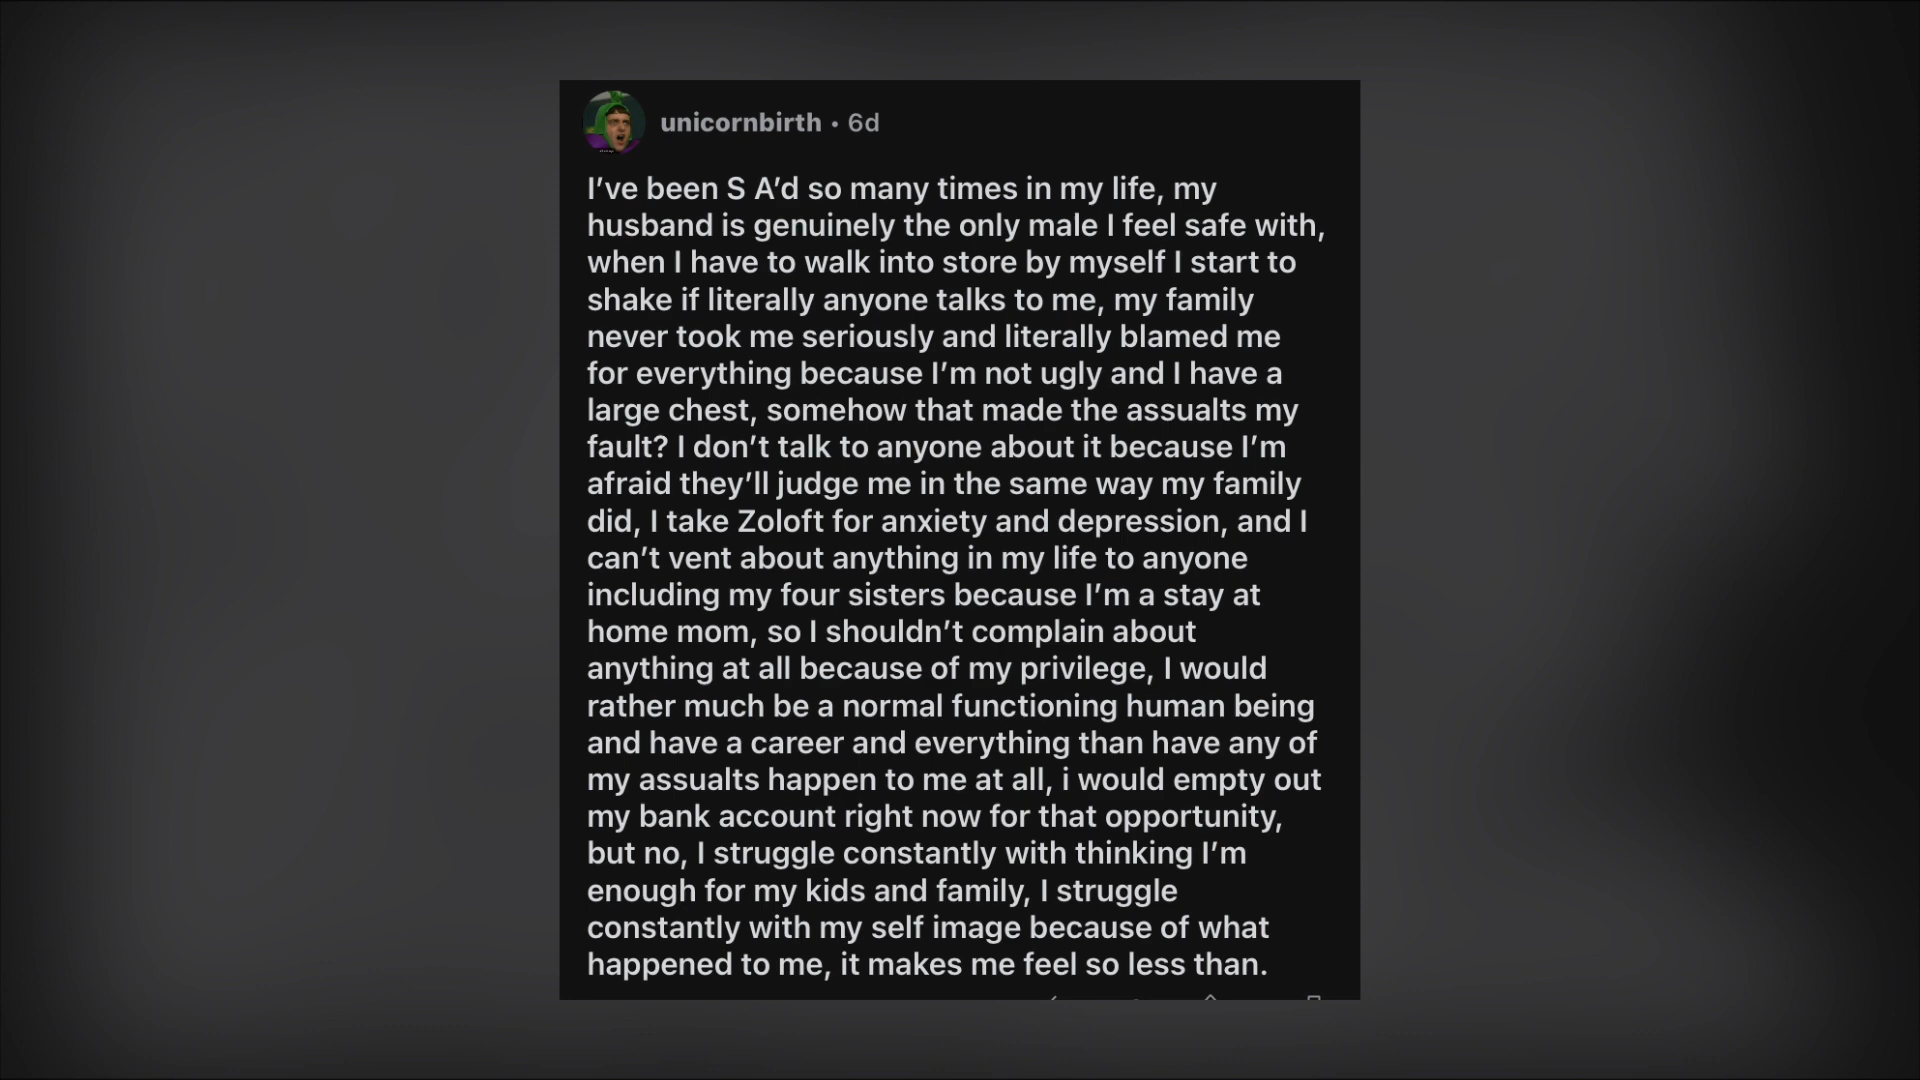 unicornbirth • 6d
I’ve been S A’d so many times in my life, my
husband is genuinely the only male I feel safe with,
when I have to walk into store by myself I start to
shake if literally anyone talks to me, my family
never took me seriously and literally blamed me
for everything because I’m not ugly and I have a
large chest, somehow that made the assualts my
fault? I don’t talk to anyone about it because I’m
afraid they’ll judge me in the same way my family
did, I take Zoloft for anxiety and depression, and I
can’t vent about anything in my life to anyone
including my four sisters because I’m a stay at
home mom, so I shouldn’t complain about
anything at all because of my privilege, I would
rather much be a normal functioning human being
and have a career and everything than have any of
my assualts happen to me at all, i would empty out
my bank account right now for that opportunity,
but no, I struggle constantly with thinking I’m
enough for my kids and family, I struggle
constantly with my self image because of what
happened to me, it makes me feel so less than.